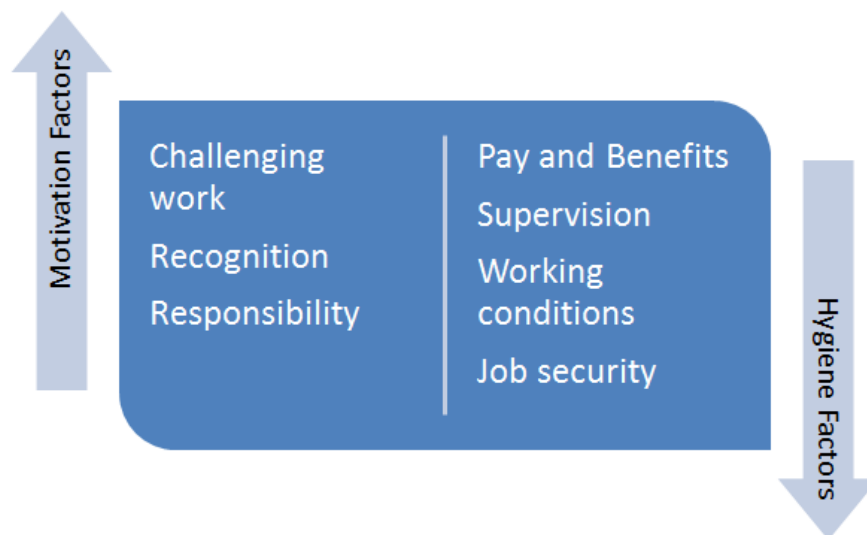 Motivation Factors
Challenging
work
Recognition
Responsibility
Pay and Benefits
Supervision
Working
conditions
Job security
Hygiene Factors